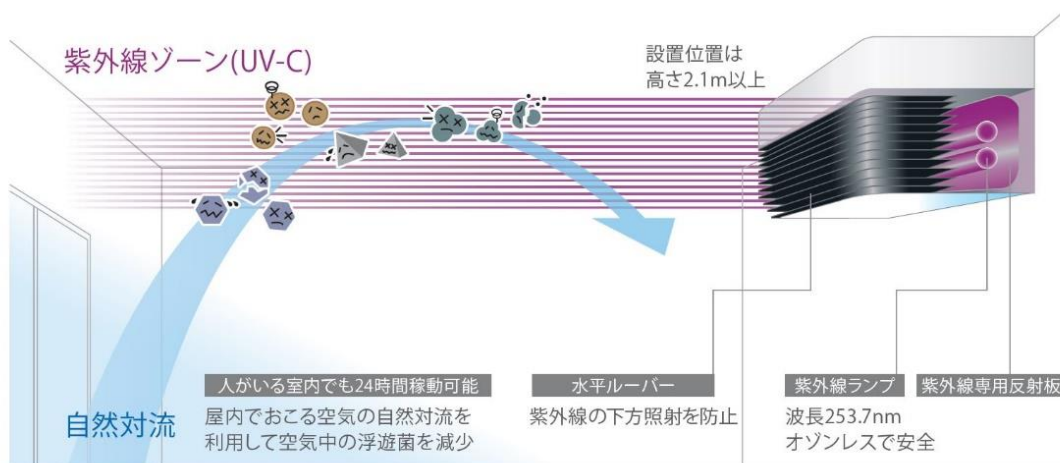 紫外線ゾーン(UV-C)
設置位置は
高さ2.1m以上
自然対流
人がいる室内でも24時間稼動可能
屋内でおこる空気の自然対流を
利用して空気中の浮遊菌を減少
水平ルーバー
紫外線の下方照射を防止
紫外線ランプ
波長253.7nm
オゾンレスで安全
紫外線専用反射板